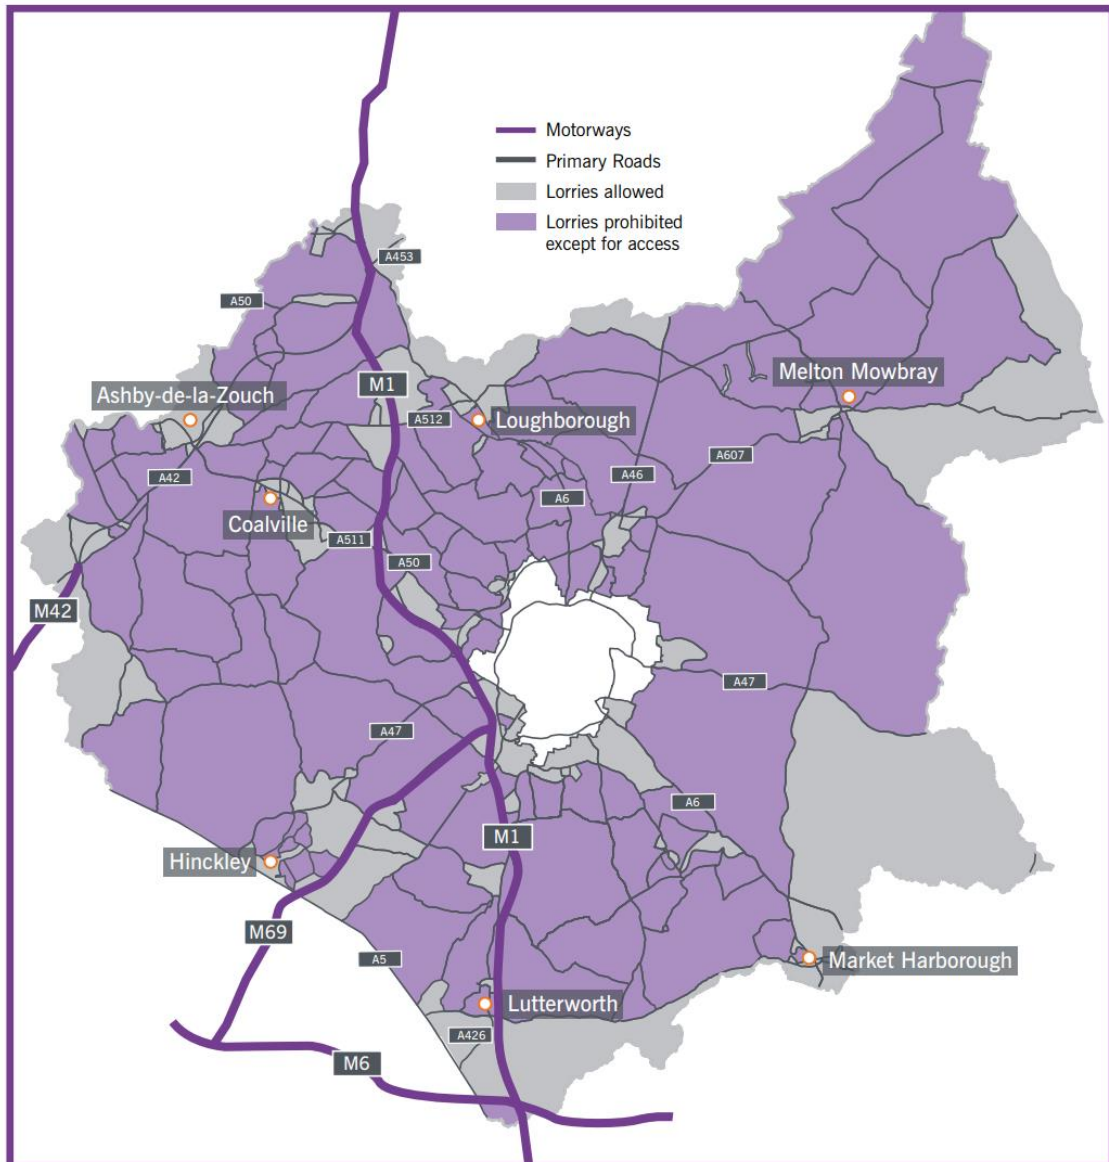 Motorways
Primary Roads
Lorries allowed
Lorries prohibited
except for access
A453
A50
M1
Melton Mowbray
Ashby-de-la-Zouch
A512
Loughborough
A607
A42
A46
A6
Coalville
A511
A50
M42
A47
A47
A6
M1
Hinckley
M69
A5
Market Harborough
Lutterworth
A426
M6